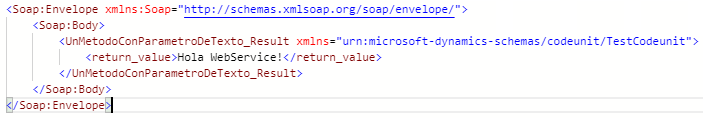 <Soap:Envelope xmlns:Soap="http://schemas.xmlsoap.org/soap/envelope/">
<Soap:Body>
<UnMetodoConParametroDeTexto_Result xmlns="urn:microsoft-dynamics-schemas/codeunit/TestCodeunit">
<return_value>Hola WebService!</return_value>
</UnMetodoConParametroDeTexto_Result>
</Soap:Body>
</Soap:Envelope>